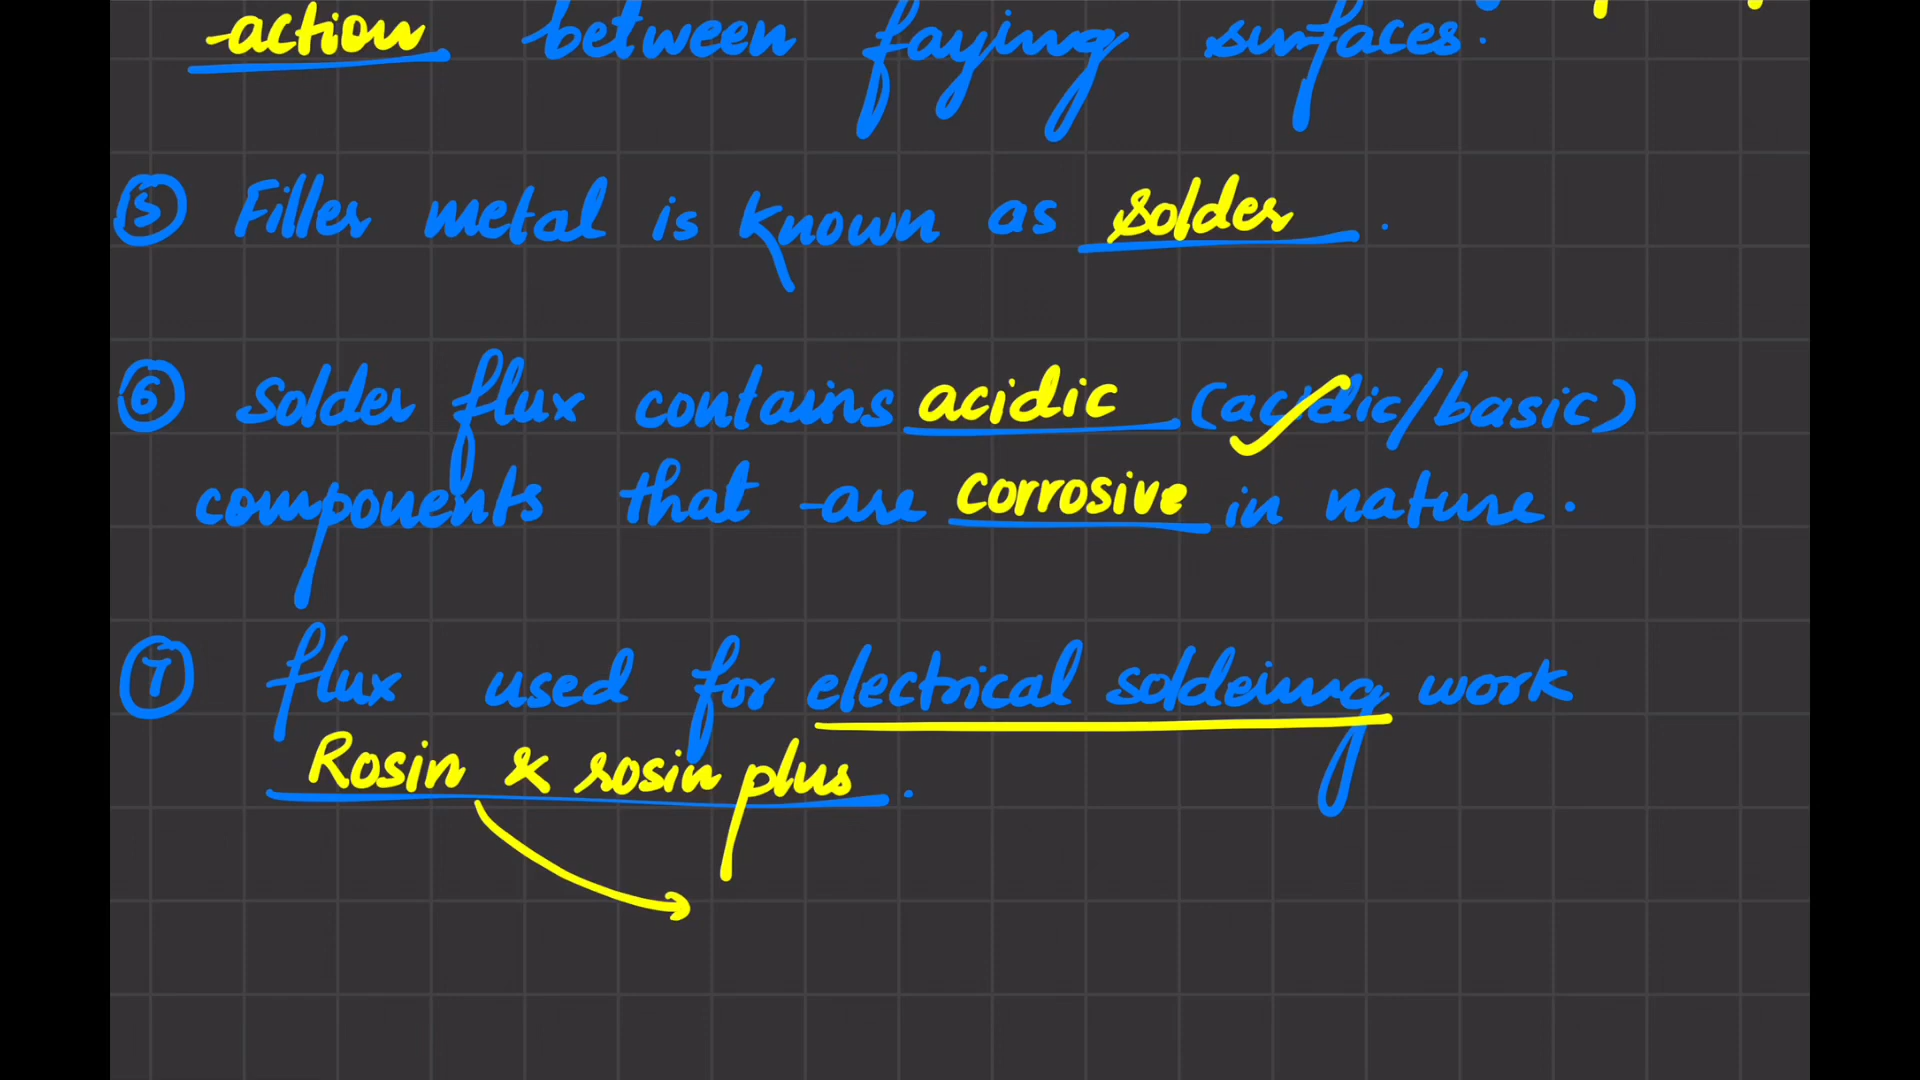 action between faying surfaces.
⑤ Filler metal is known as solder.
⑥ Solder flux contains acidic (acidic/basic)
components that are corrosive in nature.
⑦ flux used for electrical soldeing work
Rosin & rosin plus.